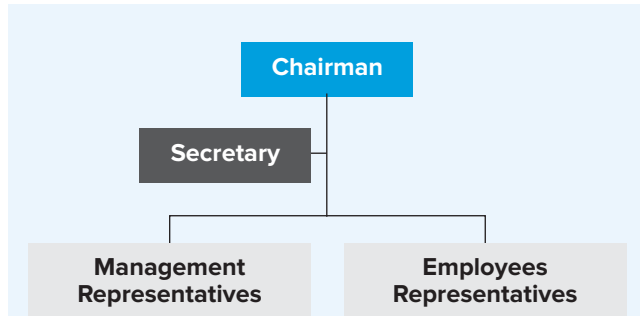 Chairman
Secretary
Management
Representatives
Employees
Representatives